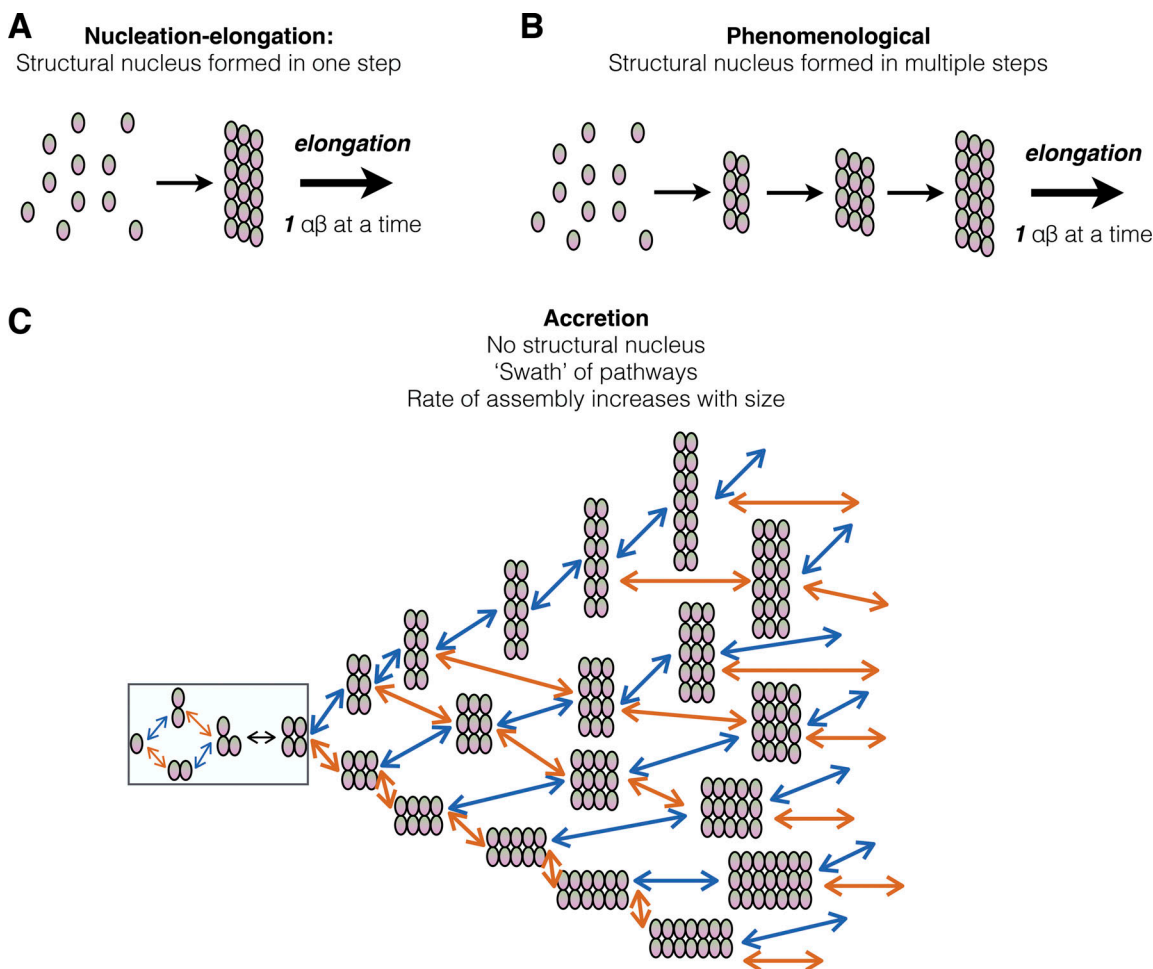 A
Nucleation-elongation:
Structural nucleus formed in one step
elongation
1 αβ at a time
B
Phenomenological
Structural nucleus formed in multiple steps
elongation
1 αβ at a time
C
Accretion
No structural nucleus
‘Swath’ of pathways
Rate of assembly increases with size